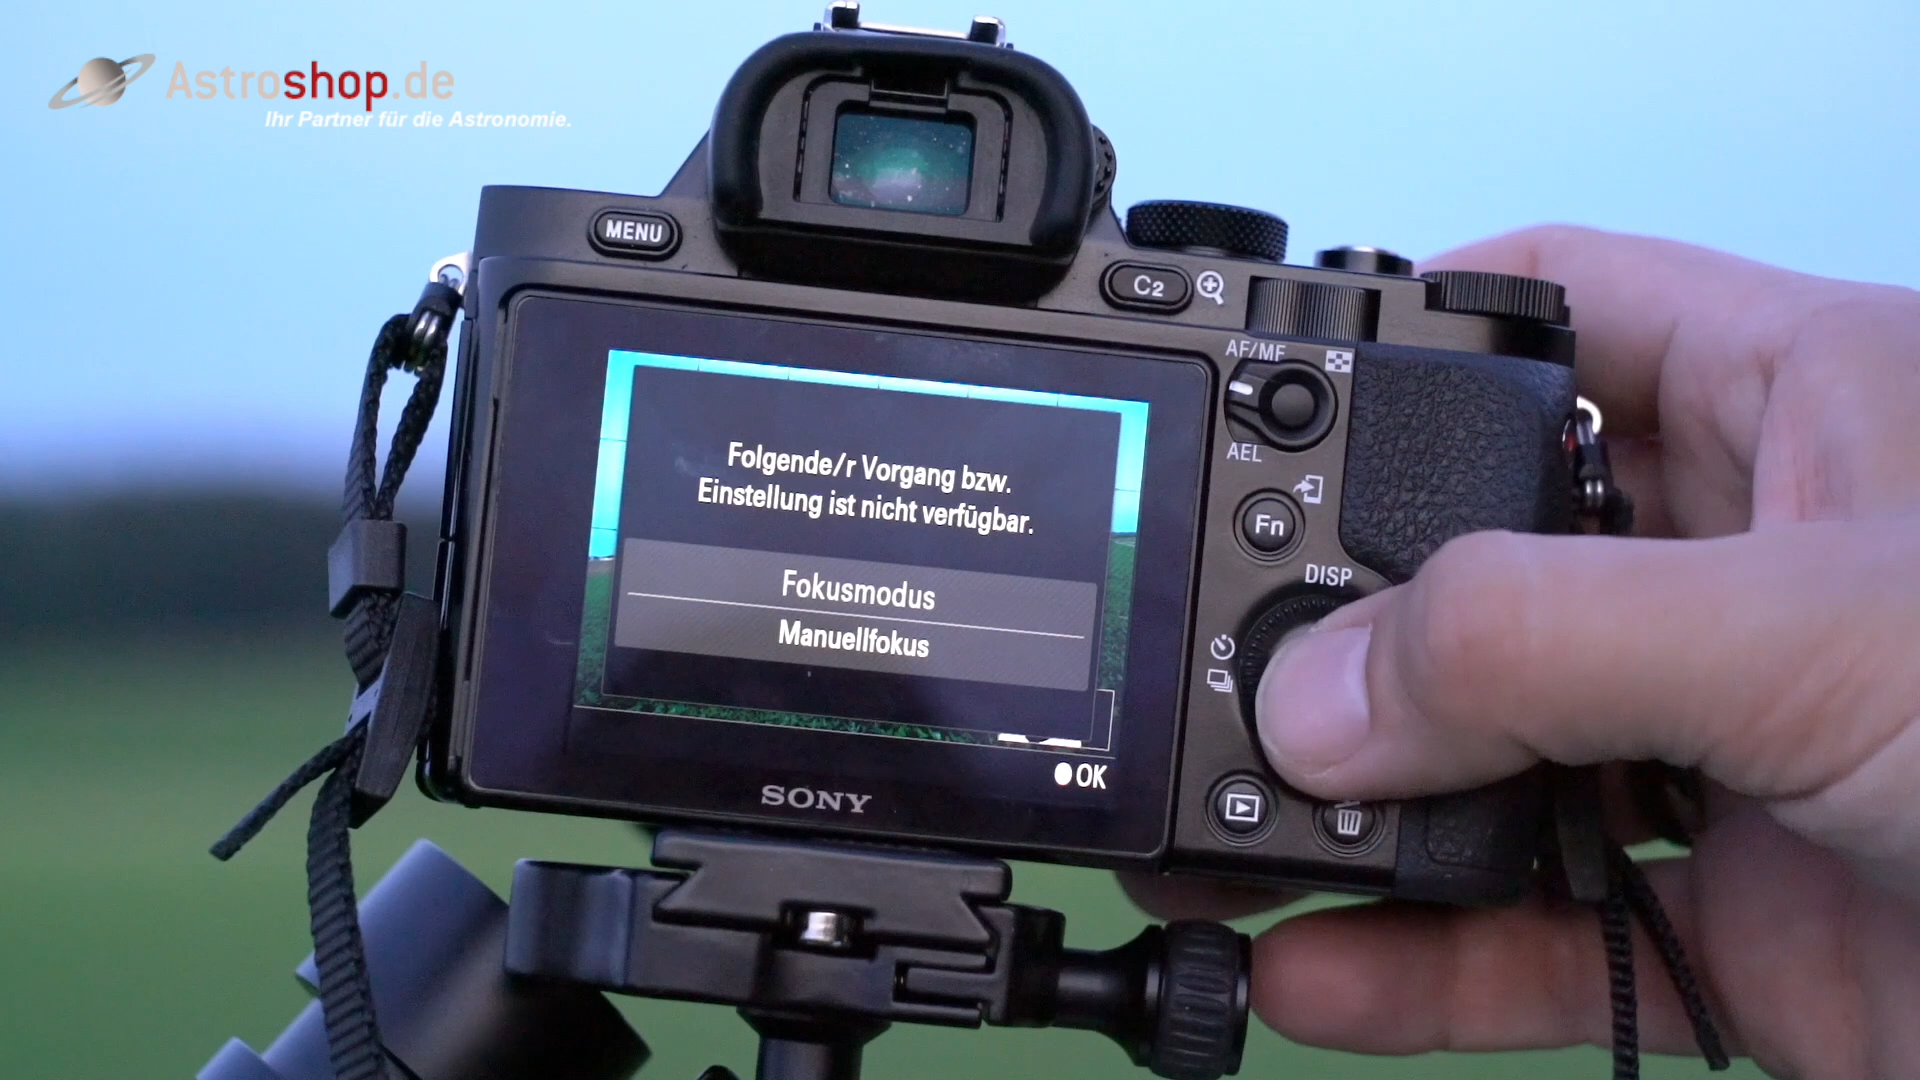 Astroshop.de
Ihr Partner für die Astronomie.
MENU
C2
AF/MF
AEL
Fn
DISP
Folgende/r Vorgang bzw.
Einstellung ist nicht verfügbar.
Fokusmodus
Manuellfokus
OK
SONY